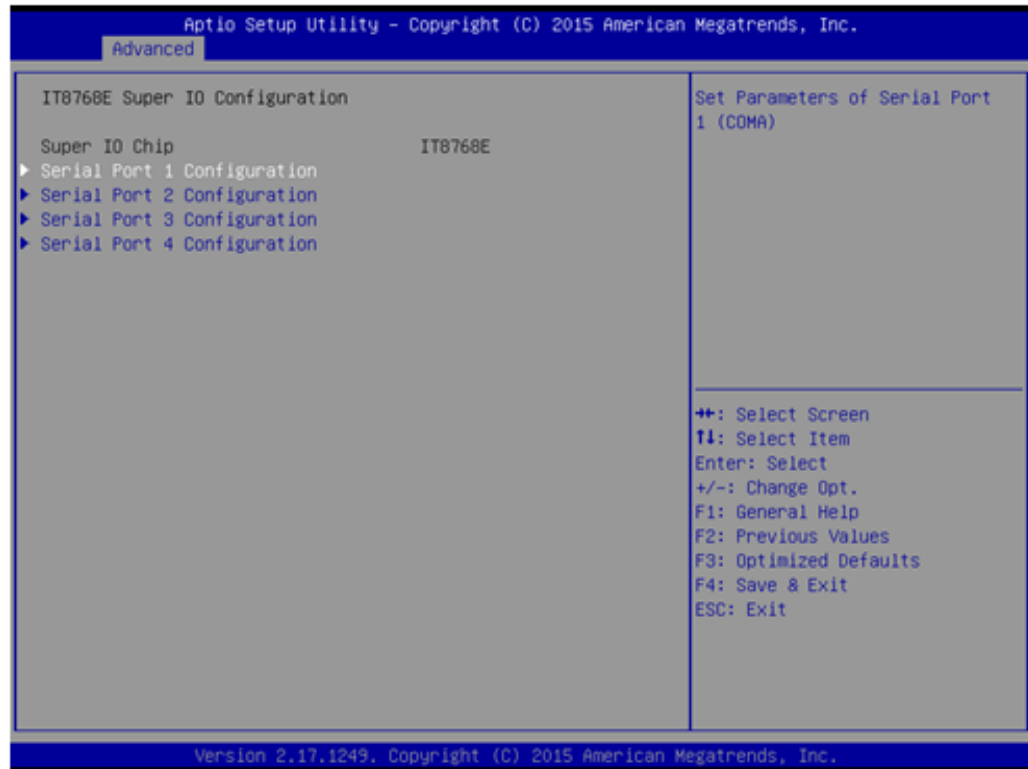 Aptio Setup Utility – Copyright (C) 2015 American Megatrends, Inc.
Advanced
IT8768E Super IO Configuration
Super IO Chip IT8768E
Serial Port 1 Configuration
Serial Port 2 Configuration
Serial Port 3 Configuration
Serial Port 4 Configuration
Set Parameters of Serial Port
1 (COMA)
→←: Select Screen
↑↓: Select Item
Enter: Select
+/-: Change Opt.
F1: General Help
F2: Previous Values
F3: Optimized Defaults
F4: Save & Exit
ESC: Exit
Version 2.17.1249. Copyright (C) 2015 American Megatrends, Inc.